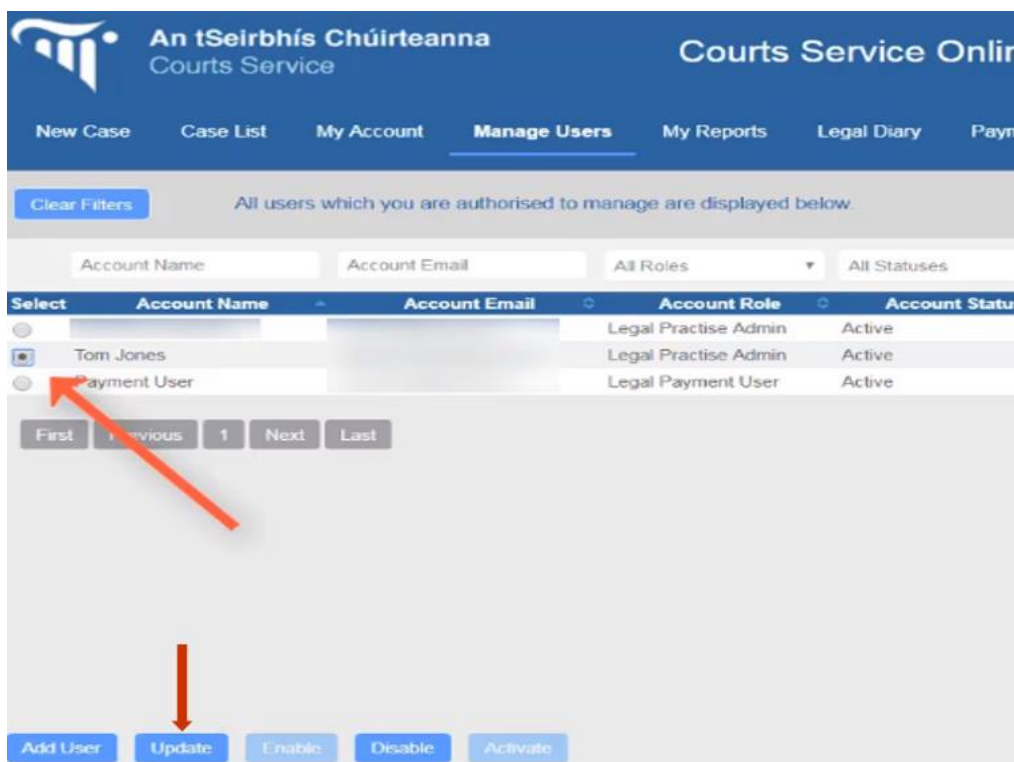 An tSeirbhís Chúirteanna
Courts Service
Courts Service Onlin
New Case Case List My Account Manage Users My Reports Legal Diary Paym
Clear Filters All users which you are authorised to manage are displayed below.
Account Name Account Email All Roles All Statuses
Select Account Name Account Email Account Role Account Statu
Legal Practise Admin Active
Tom Jones Legal Practise Admin Active
Payment User Legal Payment User Active
First Previous 1 Next Last
Add User Update Enable Disable Activate